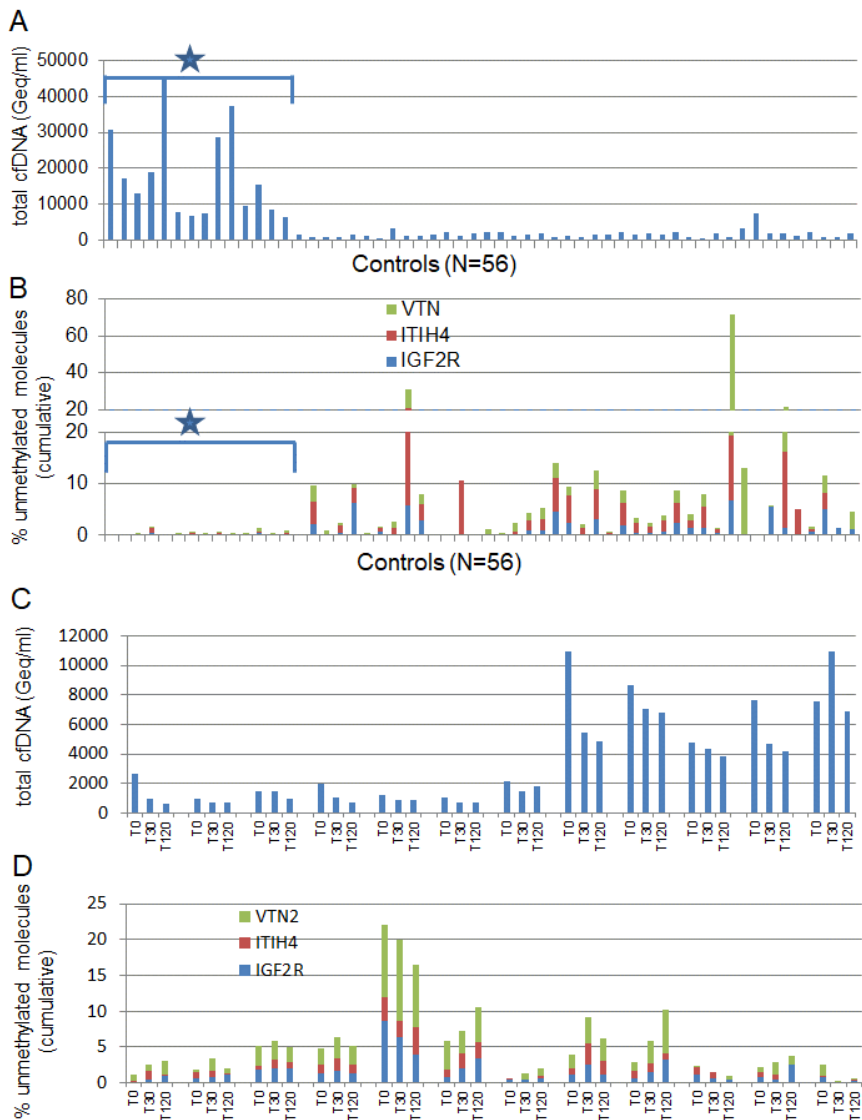 A
total cfDNA (Geq/ml)
50000
40000
30000
20000
10000
0
Controls (N=56)
B
% unmethylated molecules
(cumulative)
80
60
40
20
20
10
0
VTN
ITIH4
IGF2R
Controls (N=56)
C
total cfDNA (Geq/ml)
12000
10000
8000
6000
4000
2000
0
T0 T30 T120 T0 T30 T120 T0 T30 T120 T0 T30 T120 T0 T30 T120 T0 T30 T120 T0 T30 T120 T0 T30 T120 T0 T30 T120 T0 T30 T120 T0 T30 T120 T0 T30 T120
D
% unmethylated molecules
(cumulative)
25
20
15
10
5
0
VTN2
ITIH4
IGF2R
T0 T30 T120 T0 T30 T120 T0 T30 T120 T0 T30 T120 T0 T30 T120 T0 T30 T120 T0 T30 T120 T0 T30 T120 T0 T30 T120 T0 T30 T120 T0 T30 T120 T0 T30 T120